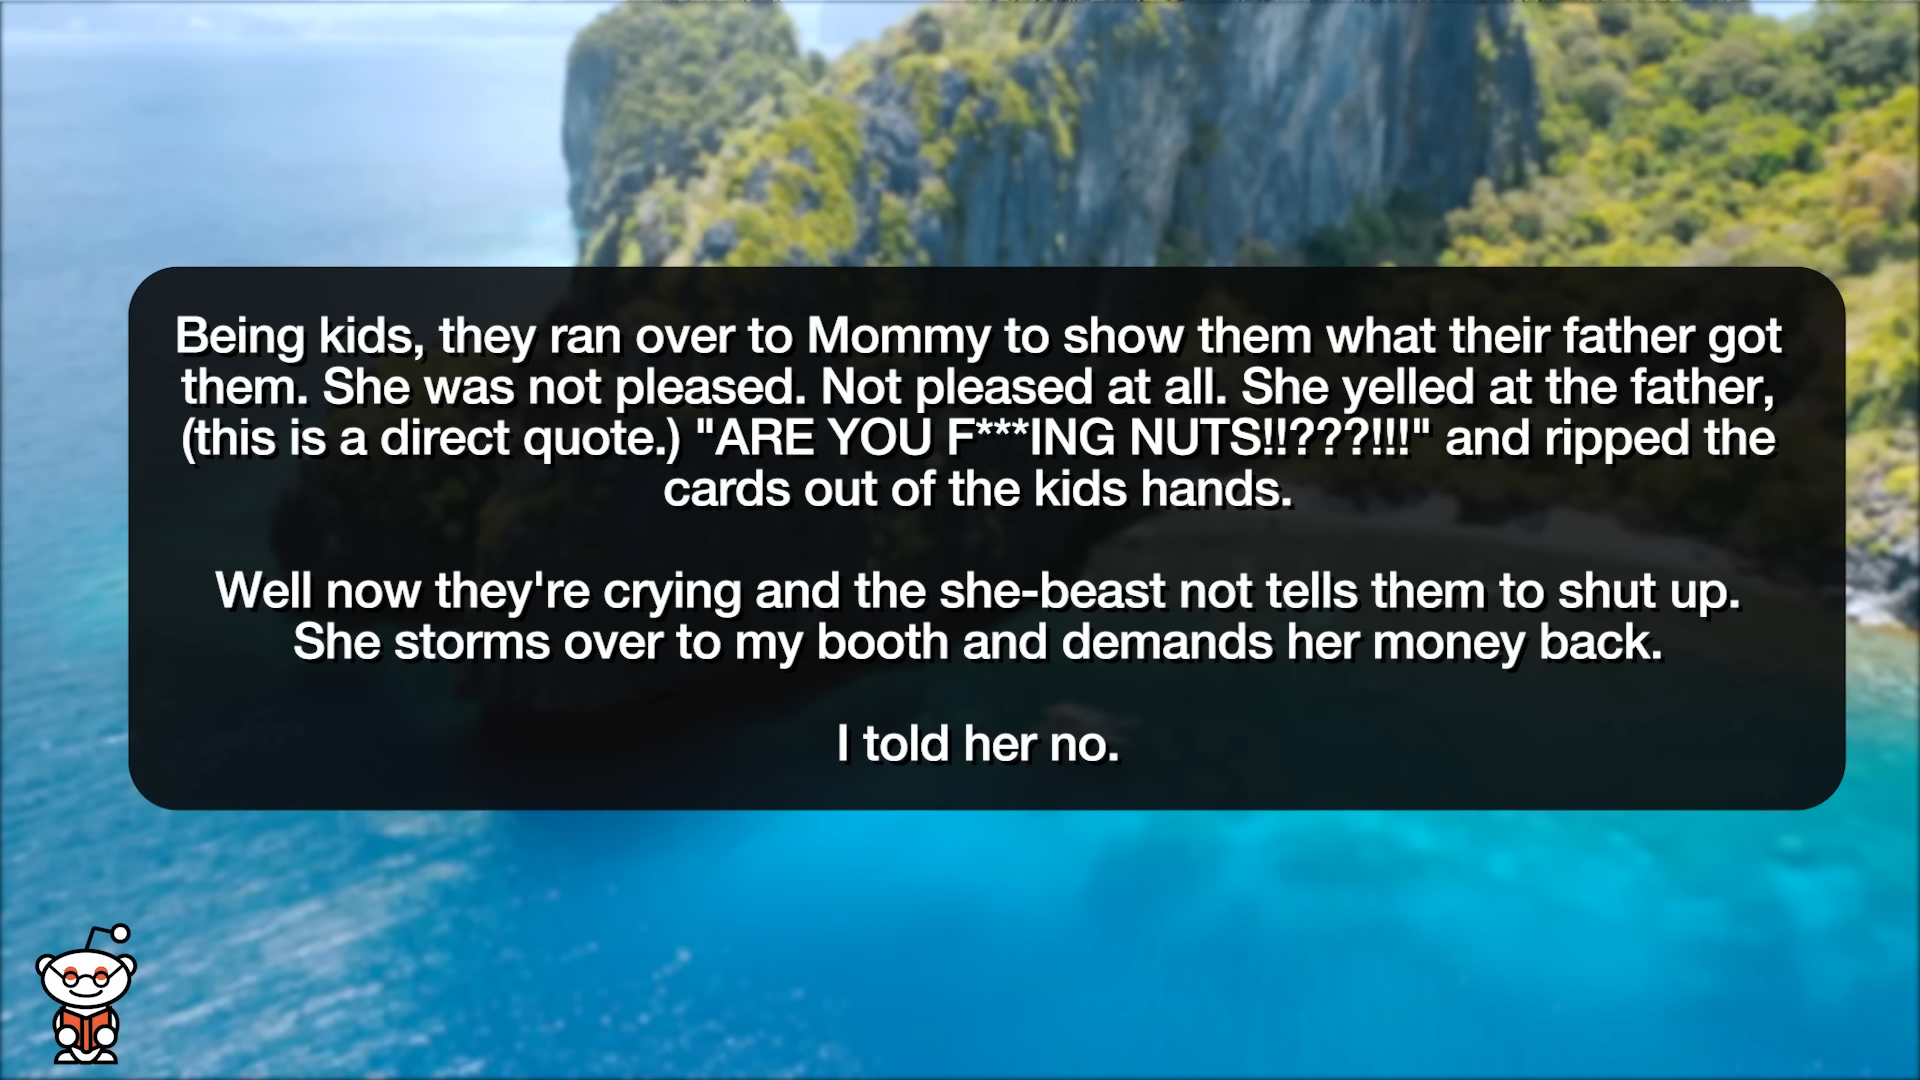 Being kids, they ran over to Mommy to show them what their father got
them. She was not pleased. Not pleased at all. She yelled at the father,
(this is a direct quote.) "ARE YOU F***ING NUTS!!???!!!" and ripped the
cards out of the kids hands.
Well now they're crying and the she-beast not tells them to shut up.
She storms over to my booth and demands her money back.
I told her no.